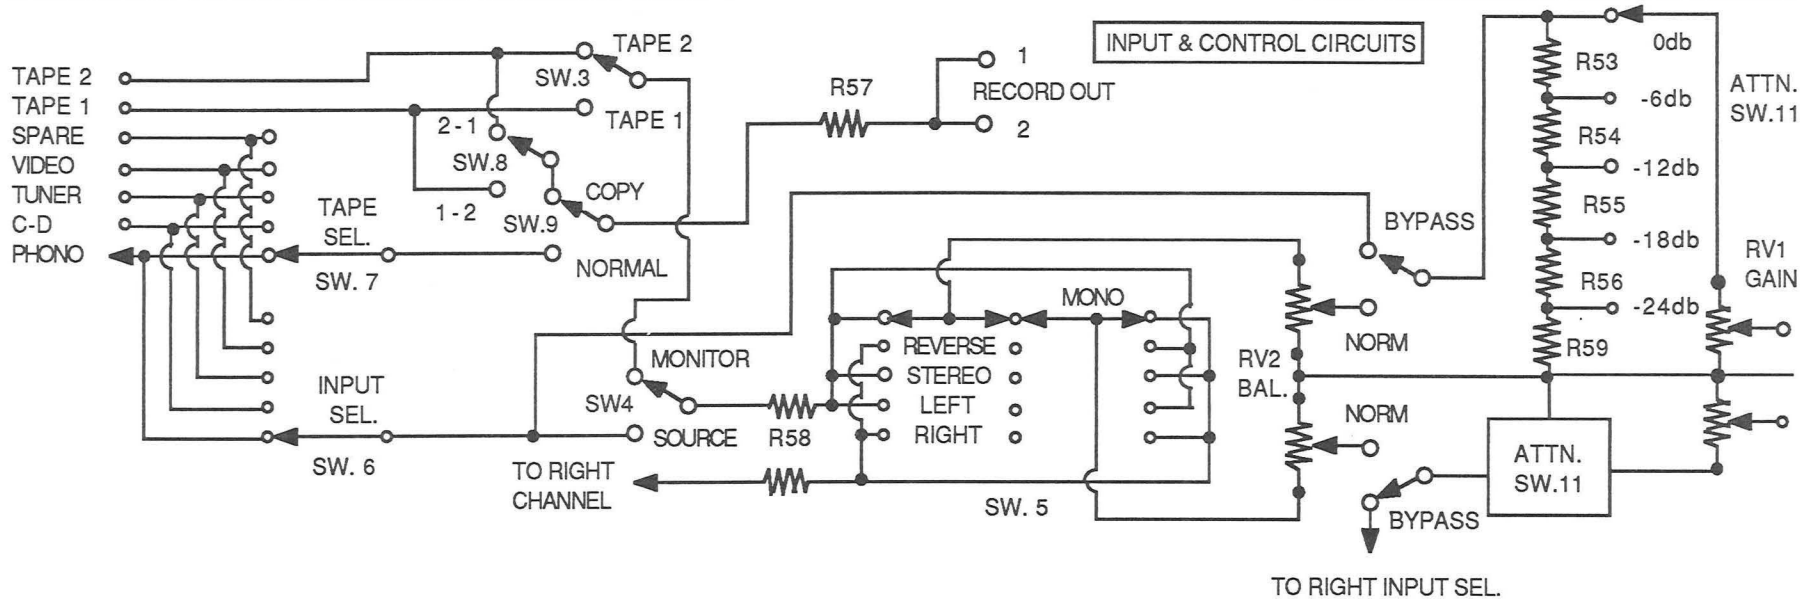 INPUT & CONTROL CIRCUITS
TAPE 2
TAPE 1
SPARE
VIDEO
TUNER
C-D
PHONO
TAPE 2
SW.3
TAPE 1
2-1
SW.8
1-2
COPY
SW.9
TAPE
SEL.
SW. 7
NORMAL
R57
1
RECORD OUT
2
INPUT
SEL.
SW. 6
MONITOR
SW4
SOURCE
R58
TO RIGHT
CHANNEL
MONO
REVERSE
STEREO
LEFT
RIGHT
SW. 5
RV2
BAL.
NORM
NORM
BYPASS
0db
R53
-6db
R54
-12db
R55
-18db
R56
-24db
R59
ATTN.
SW.11
RV1
GAIN
ATTN.
SW.11
BYPASS
TO RIGHT INPUT SEL.